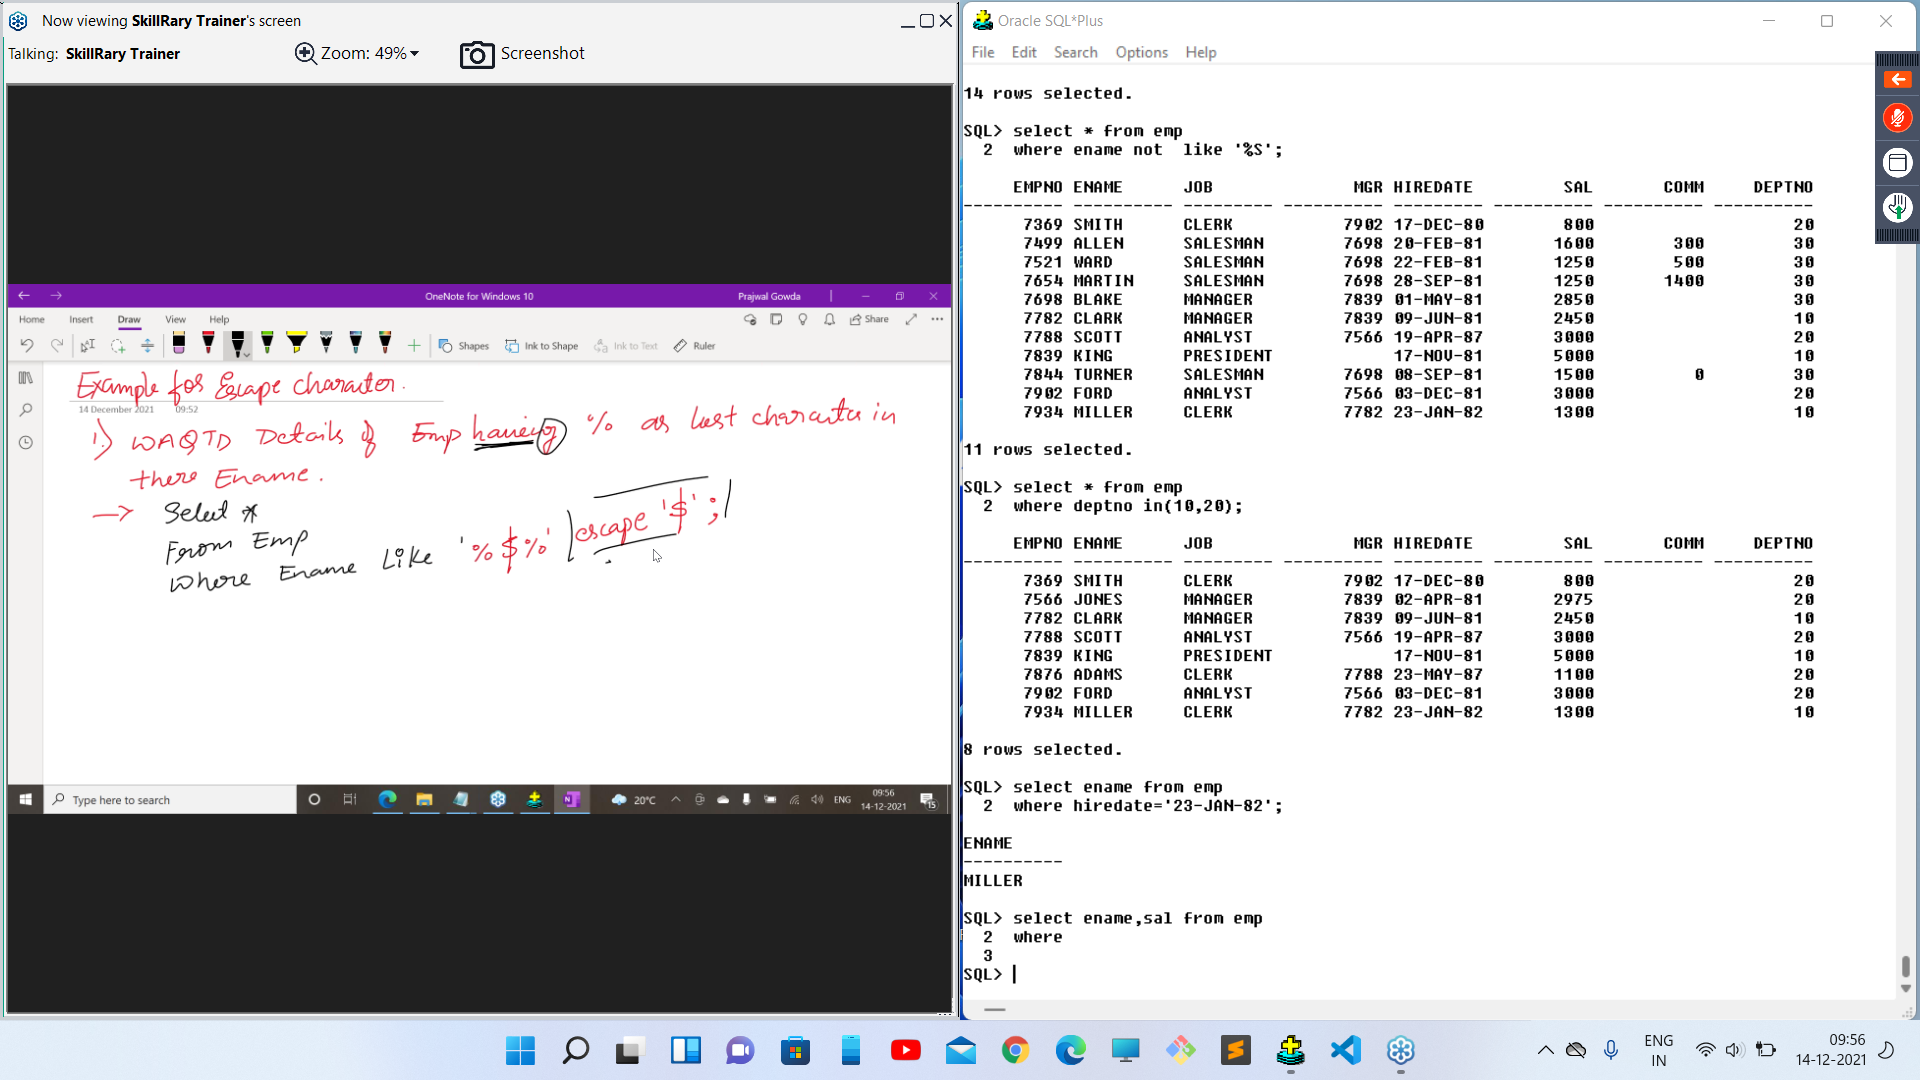 Now viewing SkillRary Trainer's screen
Talking: SkillRary Trainer
Zoom: 49%
Screenshot
OneNote for Windows 10
Prajwal Gowda
Home Insert Draw View Help
Share
Shapes Ink to Shape Ink to Text Ruler
Example for Escape character.
14 December 2021 09:52
1.) WAQTD Details of Emp having % as last character in
there Ename.
→ Select *
From Emp
Where Ename Like '%$%' escape '$';
Type here to search
20°C
ENG
09:56
14-12-2021
15
Oracle SQL*Plus
File Edit Search Options Help
14 rows selected.
SQL> select * from emp
2 where ename not like '%S';
EMPNO ENAME JOB MGR HIREDATE SAL COMM DEPTNO
---------- ---------- --------- ---------- --------- ---------- ---------- ----------
7369 SMITH CLERK 7902 17-DEC-80 800 20
7499 ALLEN SALESMAN 7698 20-FEB-81 1600 300 30
7521 WARD SALESMAN 7698 22-FEB-81 1250 500 30
7654 MARTIN SALESMAN 7698 28-SEP-81 1250 1400 30
7698 BLAKE MANAGER 7839 01-MAY-81 2850 30
7782 CLARK MANAGER 7839 09-JUN-81 2450 10
7788 SCOTT ANALYST 7566 19-APR-87 3000 20
7839 KING PRESIDENT 17-NOV-81 5000 10
7844 TURNER SALESMAN 7698 08-SEP-81 1500 0 30
7902 FORD ANALYST 7566 03-DEC-81 3000 20
7934 MILLER CLERK 7782 23-JAN-82 1300 10
11 rows selected.
SQL> select * from emp
2 where deptno in(10,20);
EMPNO ENAME JOB MGR HIREDATE SAL COMM DEPTNO
---------- ---------- --------- ---------- --------- ---------- ---------- ----------
7369 SMITH CLERK 7902 17-DEC-80 800 20
7566 JONES MANAGER 7839 02-APR-81 2975 20
7782 CLARK MANAGER 7839 09-JUN-81 2450 10
7788 SCOTT ANALYST 7566 19-APR-87 3000 20
7839 KING PRESIDENT 17-NOV-81 5000 10
7876 ADAMS CLERK 7788 23-MAY-87 1100 20
7902 FORD ANALYST 7566 03-DEC-81 3000 20
7934 MILLER CLERK 7782 23-JAN-82 1300 10
8 rows selected.
SQL> select ename from emp
2 where hiredate='23-JAN-82';
ENAME
----------
MILLER
SQL> select ename,sal from emp
2 where
3
SQL>
ENG
IN
09:56
14-12-2021